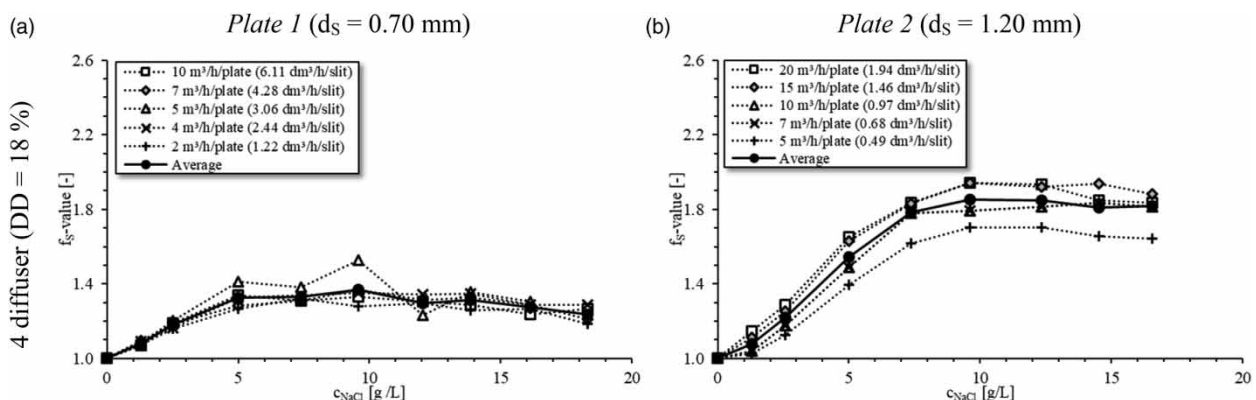 (a) Plate 1 (dS = 0.70 mm)
4 diffuser (DD = 18 %)
fS-value [-]
2.6
2.2
1.8
1.4
1.0
10 m³/h/plate (6.11 dm³/h/slit)
7 m³/h/plate (4.28 dm³/h/slit)
5 m³/h/plate (3.06 dm³/h/slit)
4 m³/h/plate (2.44 dm³/h/slit)
2 m³/h/plate (1.22 dm³/h/slit)
Average
0 5 10 15 20
cNaCl [g /L]
(b) Plate 2 (dS = 1.20 mm)
fS-value [-]
2.6
2.2
1.8
1.4
1.0
20 m³/h/plate (1.94 dm³/h/slit)
15 m³/h/plate (1.46 dm³/h/slit)
10 m³/h/plate (0.97 dm³/h/slit)
7 m³/h/plate (0.68 dm³/h/slit)
5 m³/h/plate (0.49 dm³/h/slit)
Average
0 5 10 15 20
cNaCl [g /L]